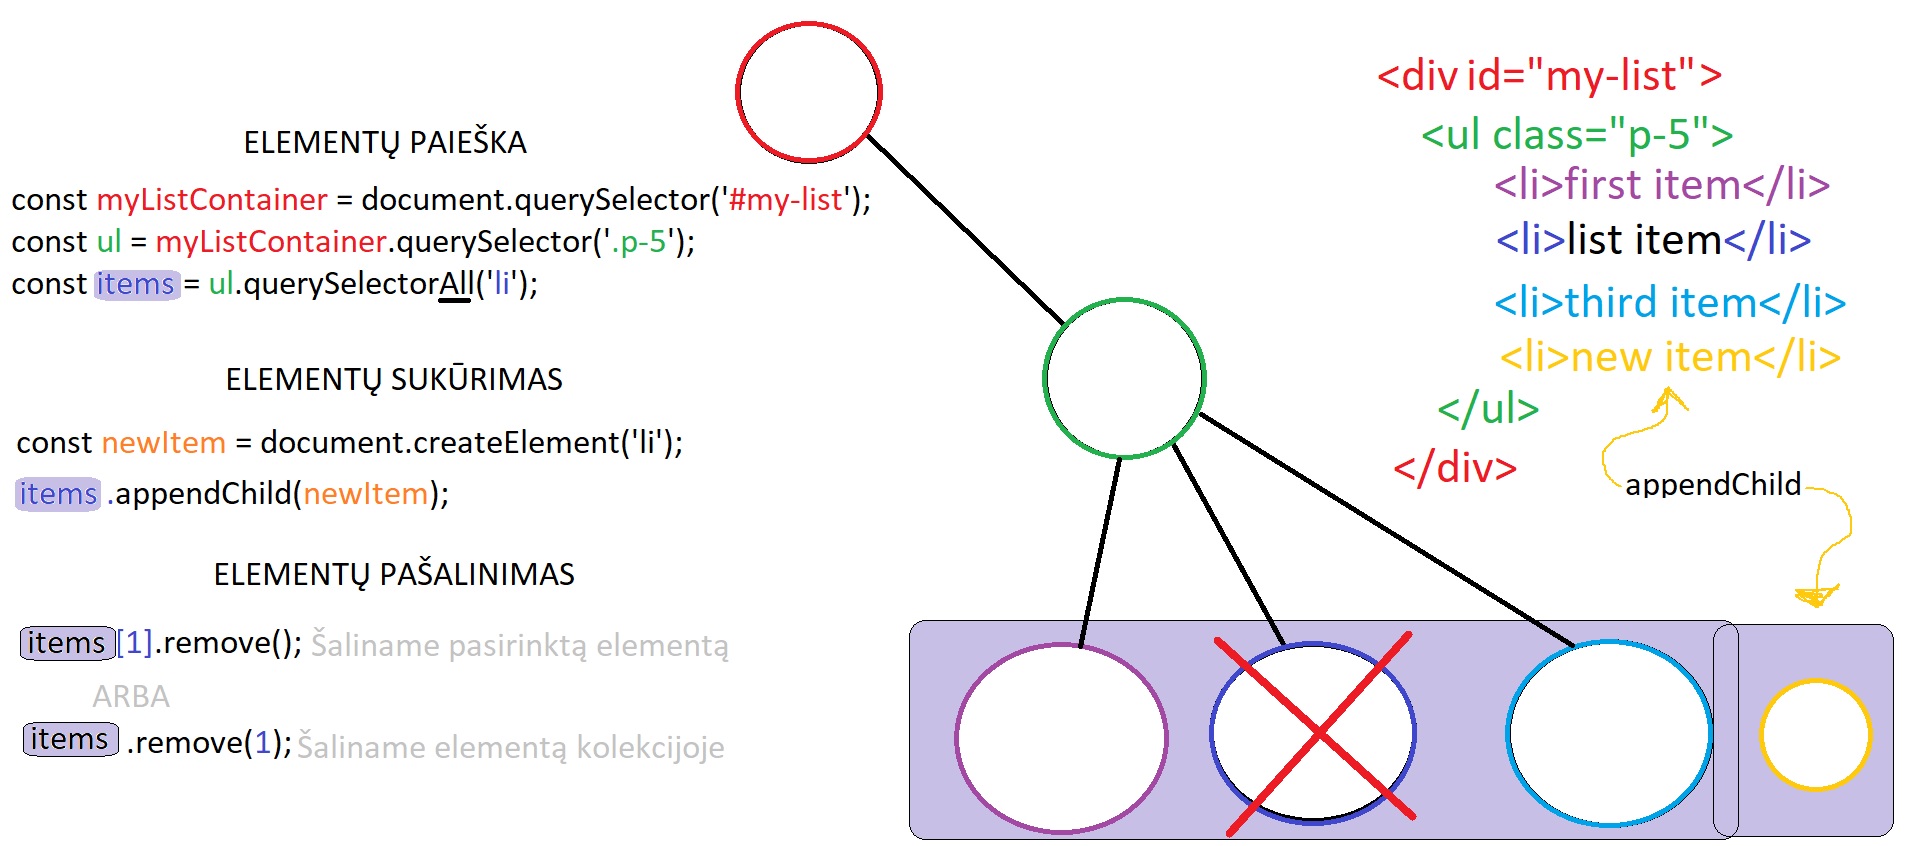 ELEMENTŲ PAIEŠKA
const myListContainer = document.querySelector('#my-list');
const ul = myListContainer.querySelector('.p-5');
const items = ul.querySelectorAll('li');
ELEMENTŲ SUKŪRIMAS
const newItem = document.createElement('li');
items .appendChild(newItem);
ELEMENTŲ PAŠALINIMAS
items[1].remove(); Šaliname pasirinktą elementą
ARBA
items .remove(1); Šaliname elementą kolekcijoje
<div id="my-list">
<ul class="p-5">
<li>first item</li>
<li>list item</li>
<li>third item</li>
<li>new item</li>
</ul>
</div>
appendChild